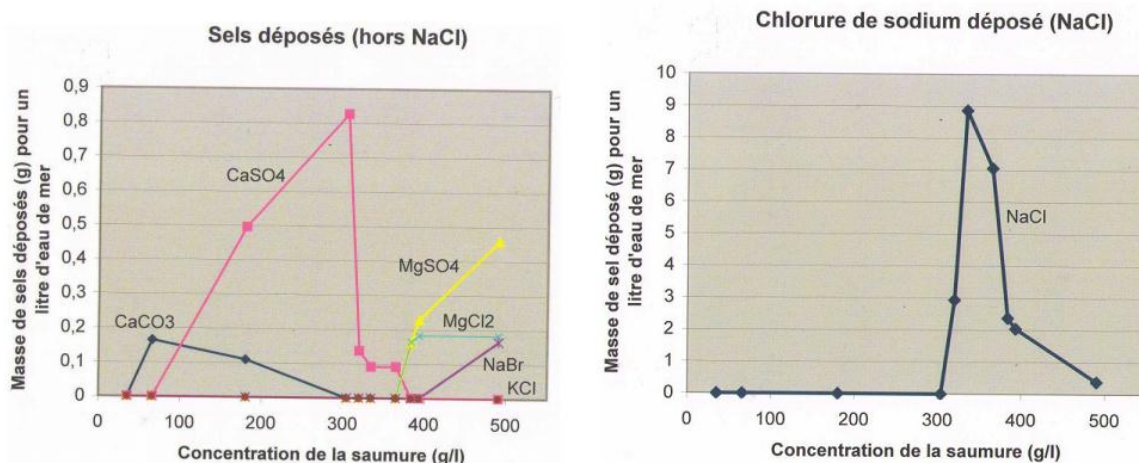 Sels déposés (hors NaCl)
Masse de sels déposés (g) pour un
litre d'eau de mer
0,9
0,8
0,7
0,6
0,5
0,4
0,3
0,2
0,1
0
CaSO4
MgSO4
CaCO3
MgCl2
NaBr
KCl
0 100 200 300 400 500
Concentration de la saumure (g/l)
Chlorure de sodium déposé (NaCl)
Masse de sel déposé (g) pour un
litre d'eau de mer
10
9
8
7
6
5
4
3
2
1
0
NaCl
0 100 200 300 400 500
Concentration de la saumure (g/l)